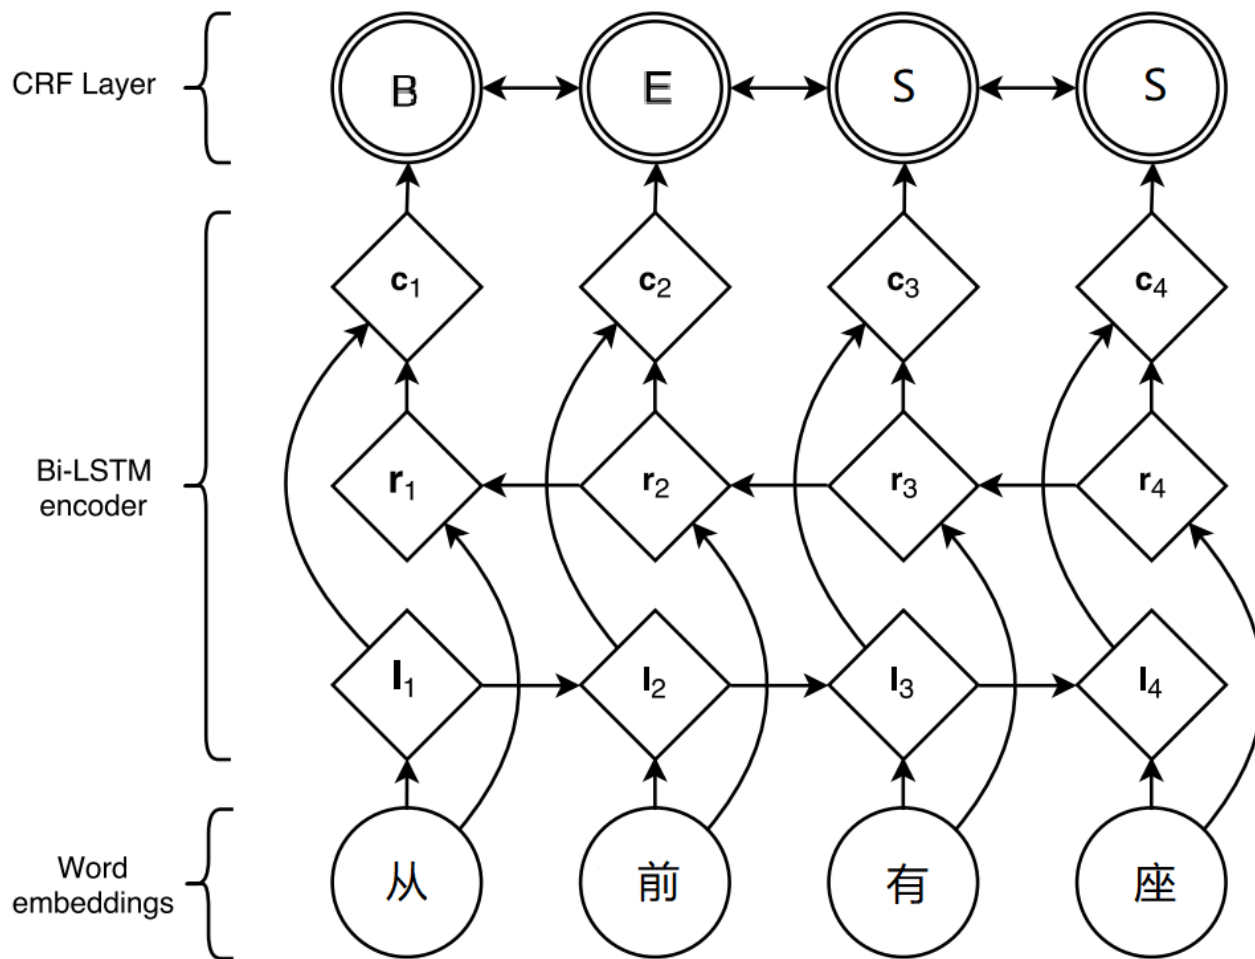 CRF Layer
B E S S
c1 c2 c3 c4
Bi-LSTM
encoder
r1 r2 r3 r4
l1 l2 l3 l4
Word
embeddings
从 前 有 座